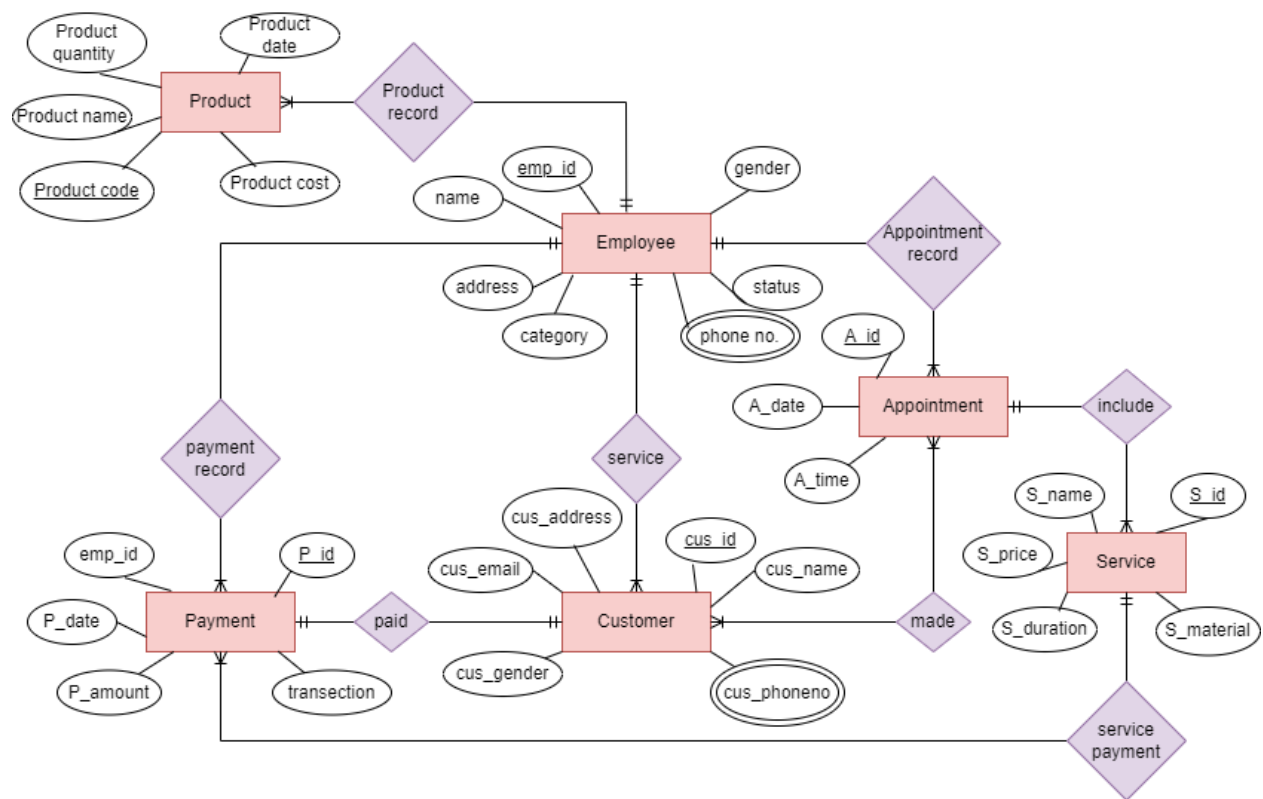 Product
quantity
Product
date
Product
Product
record
Product name
Product code
Product cost
emp_id
gender
name
Employee
Appointment
record
address
status
category
phone no.
A_id
A_date
Appointment
include
payment
record
service
A_time
S_name
S_id
cus_address
cus_id
emp_id
P_id
cus_email
cus_name
S_price
Service
P_date
Payment
paid
Customer
made
S_duration
S_material
P_amount
transection
cus_gender
cus_phoneno
service
payment